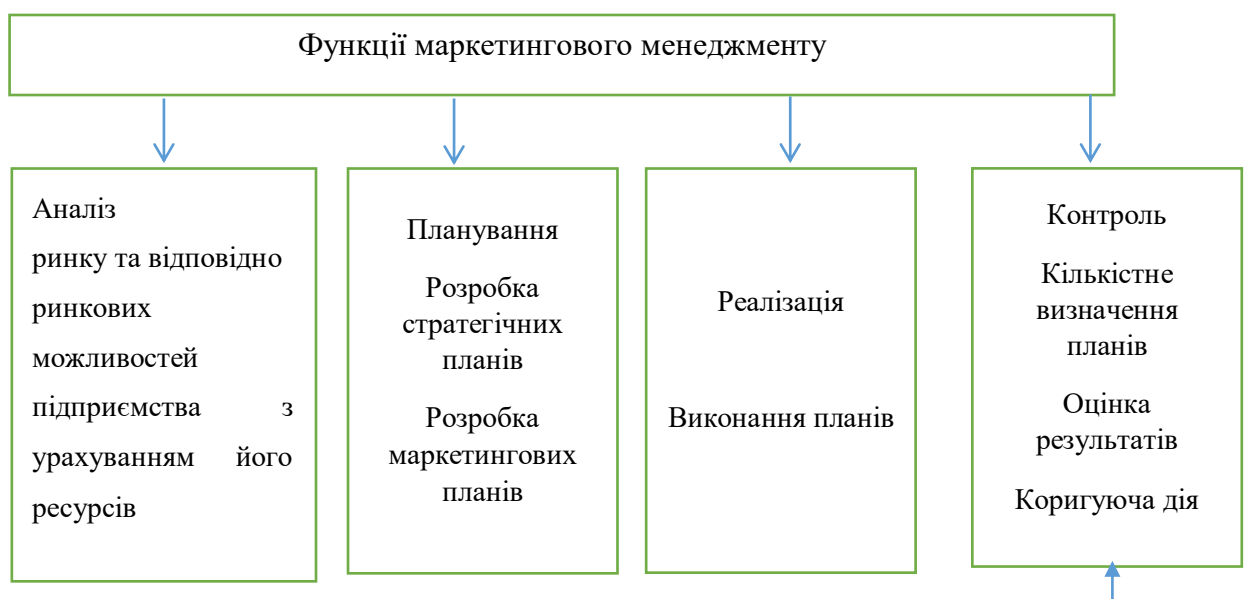 Функції маркетингового менеджменту
Аналіз
ринку та відповідно
ринкових
можливостей
підприємства з
урахуванням його
ресурсів
Планування
Розробка
стратегічних
планів
Розробка
маркетингових
планів
Реалізація
Виконання планів
Контроль
Кількістне
визначення
планів
Оцінка
результатів
Коригуюча дія